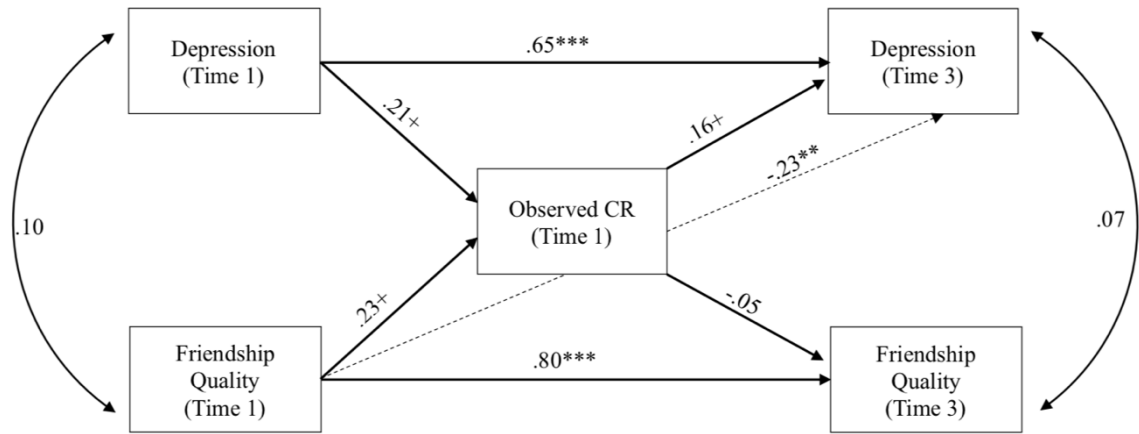 Depression
(Time 1)
.65***
Depression
(Time 3)
.21+
.16+
-.23**
Observed CR
(Time 1)
.10
.07
.23+
-.05
Friendship
Quality
(Time 1)
.80***
Friendship
Quality
(Time 3)